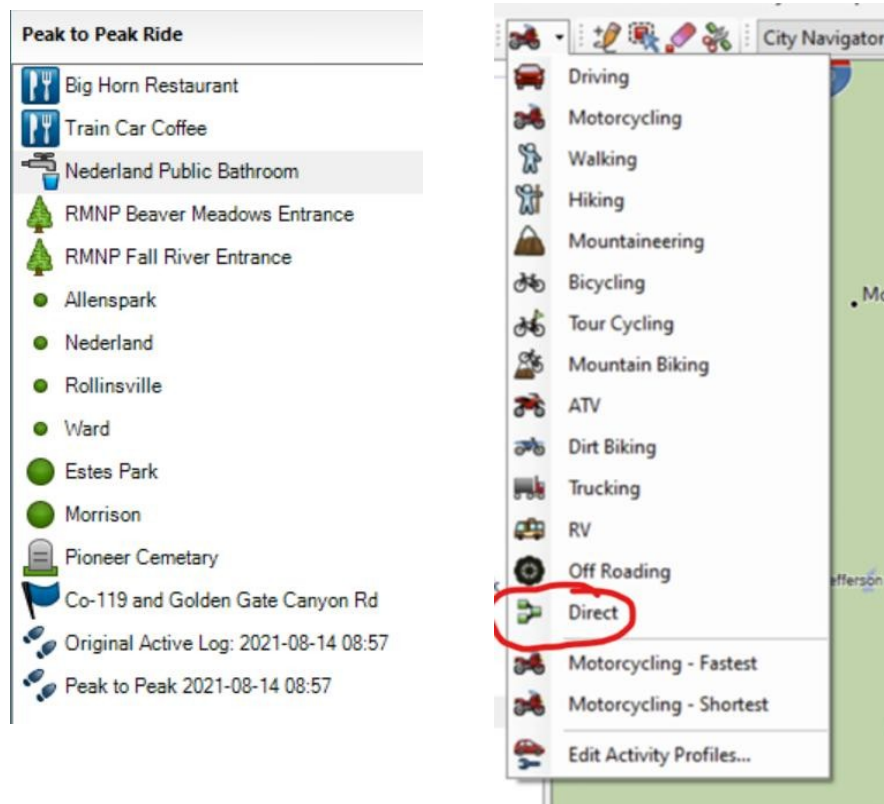 Peak to Peak Ride
Big Horn Restaurant
Train Car Coffee
Nederland Public Bathroom
RMNP Beaver Meadows Entrance
RMNP Fall River Entrance
Allenspark
Nederland
Rollinsville
Ward
Estes Park
Morrison
Pioneer Cemetary
Co-119 and Golden Gate Canyon Rd
Original Active Log: 2021-08-14 08:57
Peak to Peak 2021-08-14 08:57
City Navigator
Driving
Motorcycling
Walking
Hiking
Mountaineering
Bicycling
Tour Cycling
Mountain Biking
ATV
Dirt Biking
Trucking
RV
Off Roading
Direct
Motorcycling - Fastest
Motorcycling - Shortest
Edit Activity Profiles...
Mo
efferson